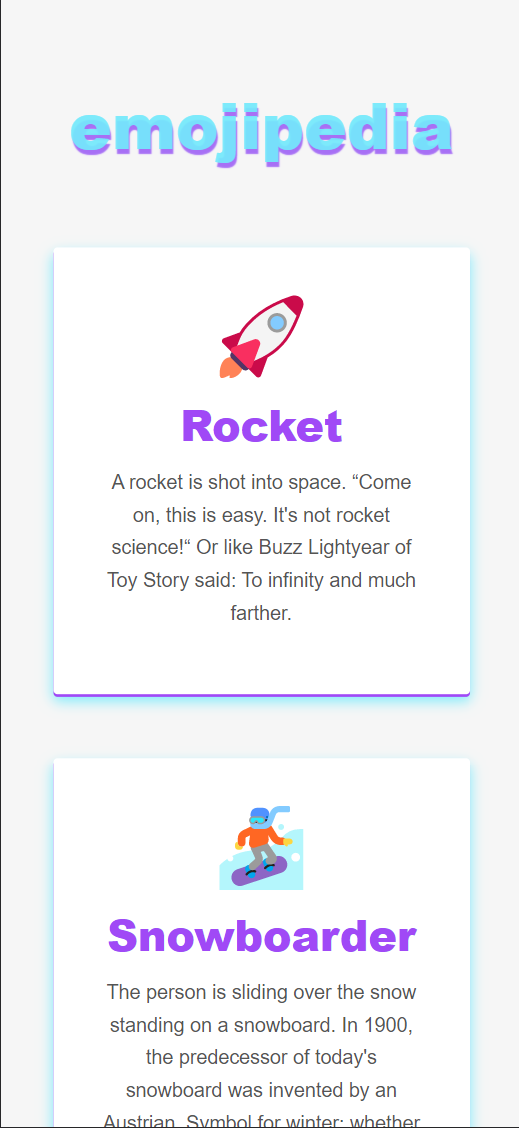 emojipedia
Rocket
A rocket is shot into space. “Come
on, this is easy. It's not rocket
science!“ Or like Buzz Lightyear of
Toy Story said: To infinity and much
farther.
Snowboarder
The person is sliding over the snow
standing on a snowboard. In 1900,
the predecessor of today's
snowboard was invented by an
Austrian. Symbol for winter: whether